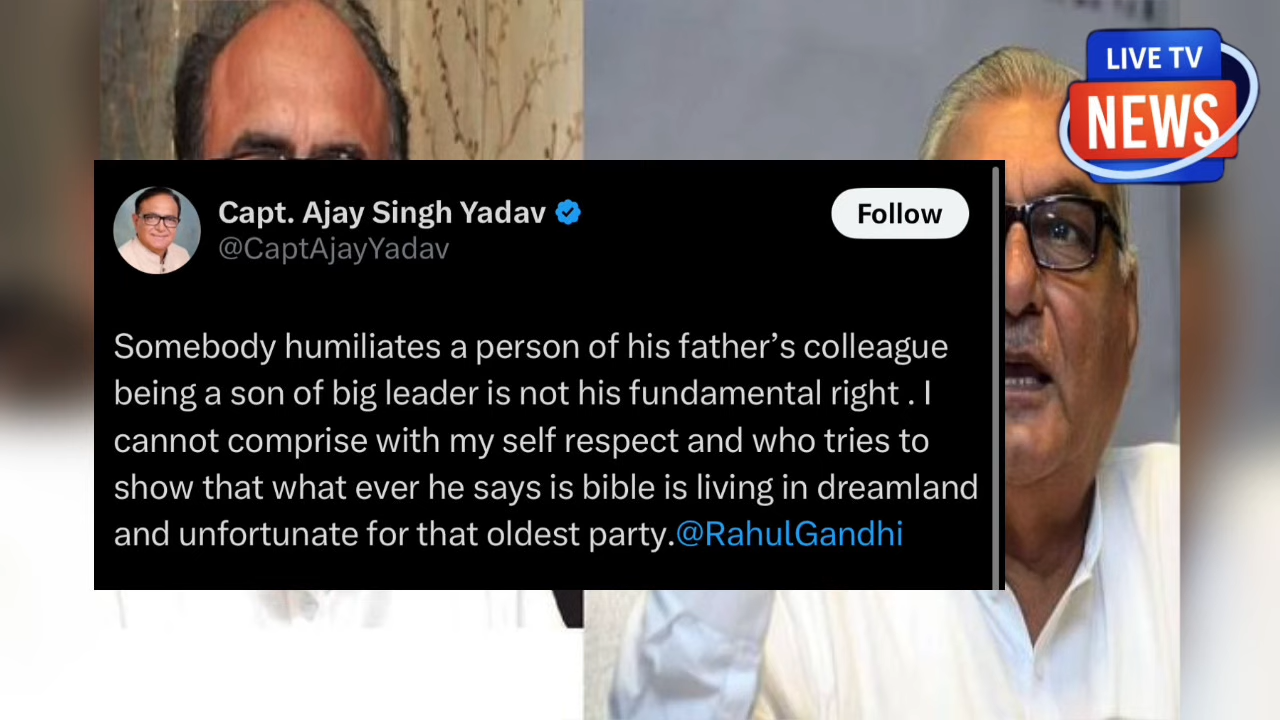 LIVE TV
NEWS
Capt. Ajay Singh Yadav
@CaptAjayYadav
Follow
Somebody humiliates a person of his father’s colleague
being a son of big leader is not his fundamental right . I
cannot comprise with my self respect and who tries to
show that what ever he says is bible is living in dreamland
and unfortunate for that oldest party.@RahulGandhi